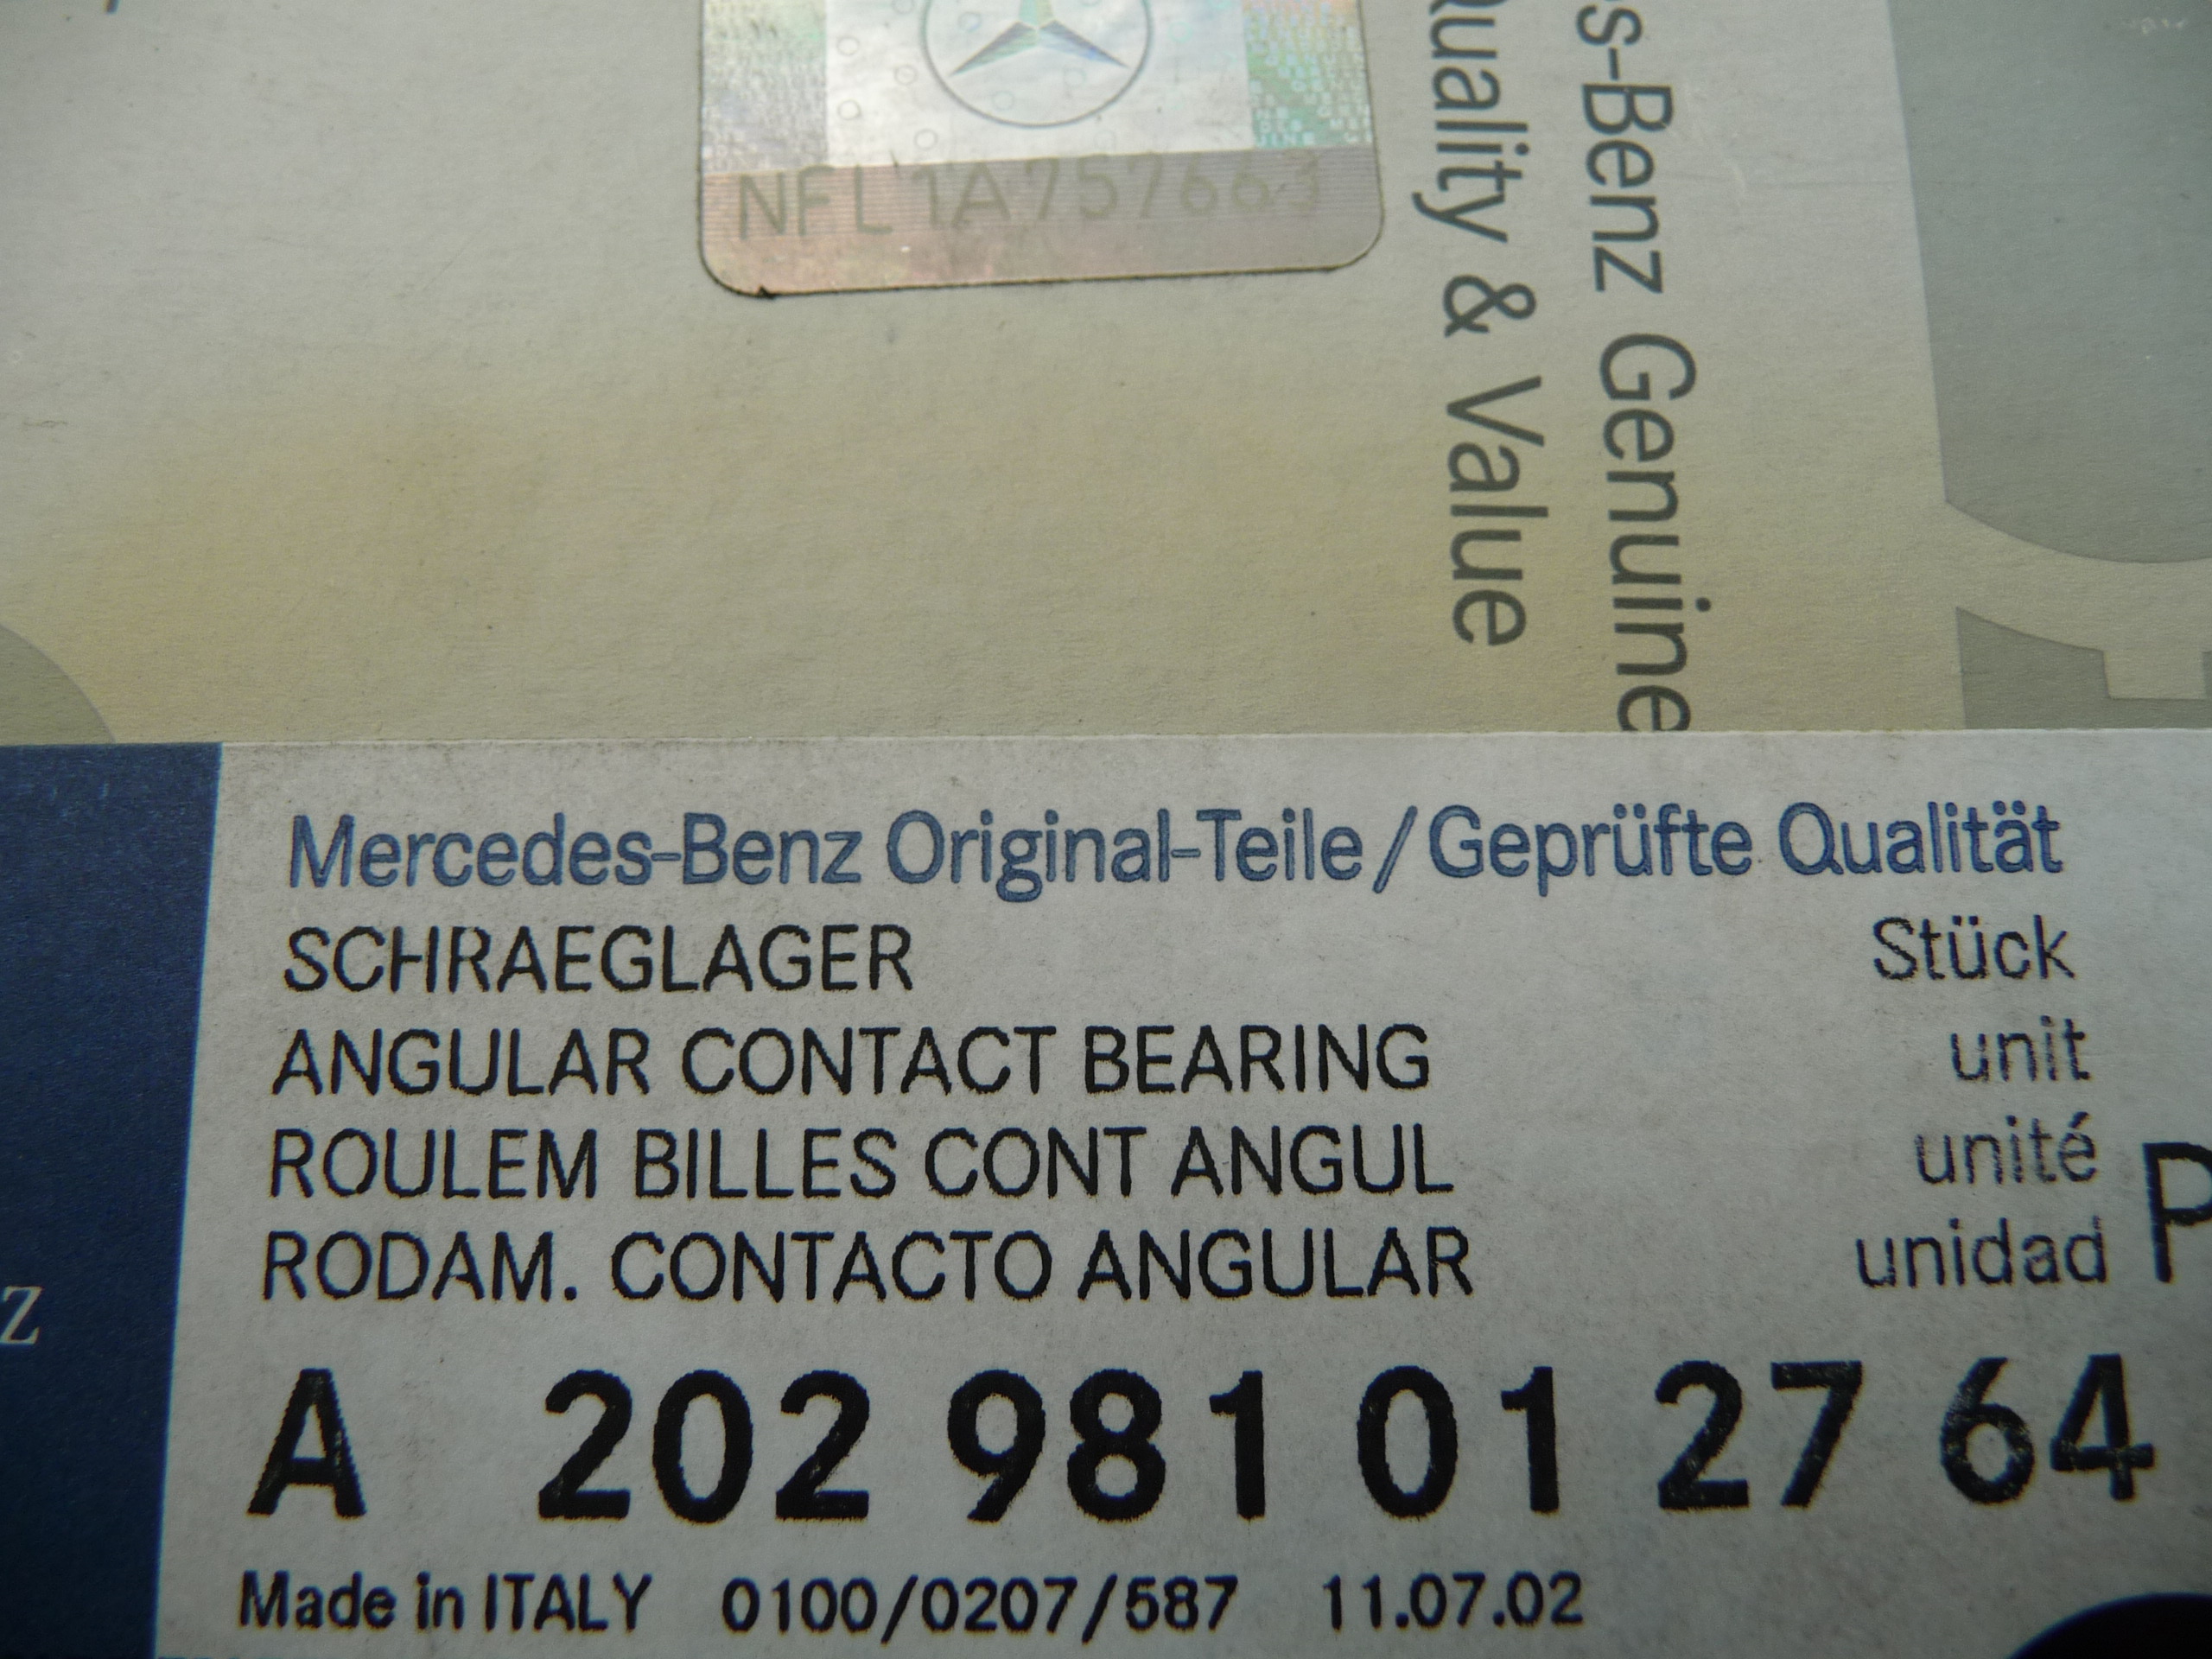 NFL1A757663
Quality & Value
es-Benz Genuine
Mercedes-Benz Original-Teile/Geprüfte Qualität
SCHRAEGLAGER Stück
ANGULAR CONTACT BEARING unit
ROULEM BILLES CONT ANGUL unité
RODAM. CONTACTO ANGULAR unidad P
z
A 202 981 01 27 64
Made in ITALY 0100/0207/587 11.07.02